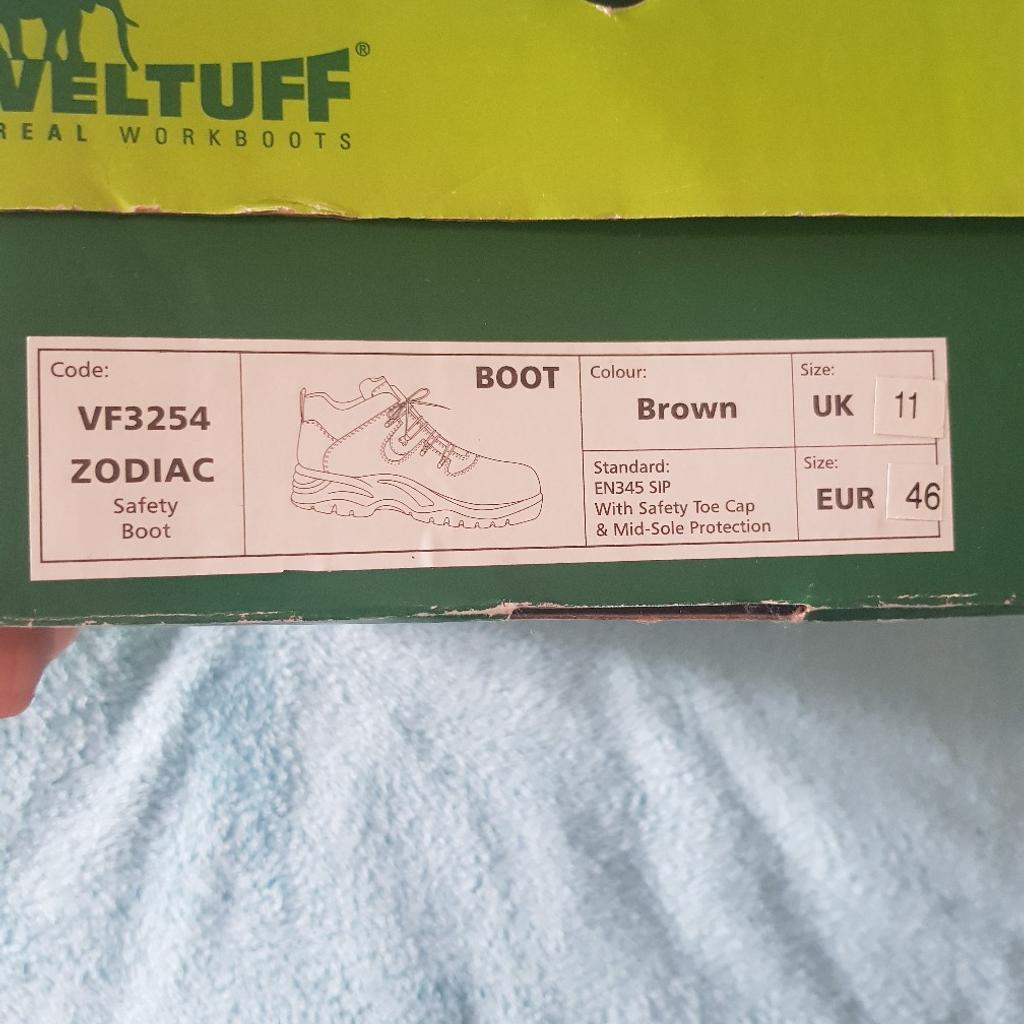 VELTUFF®
REAL WORKBOOTS
Code:
VF3254
ZODIAC
Safety
Boot
BOOT
Colour:
Brown
Standard:
EN345 SIP
With Safety Toe Cap
& Mid-Sole Protection
Size:
UK 11
Size:
EUR 46